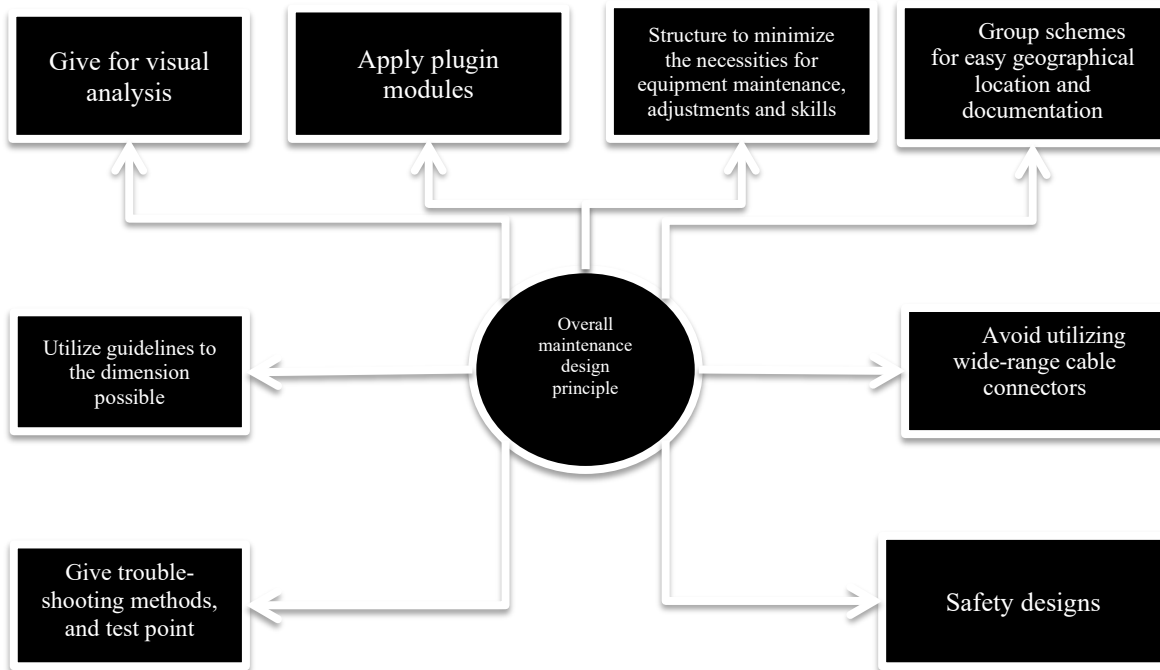 Give for visual
analysis
Apply plugin
modules
Structure to minimize
the necessities for
equipment maintenance,
adjustments and skills
Group schemes
for easy geographical
location and
documentation
Utilize guidelines to
the dimension
possible
Overall
maintenance
design
principle
Avoid utilizing
wide-range cable
connectors
Give trouble-
shooting methods,
and test point
Safety designs